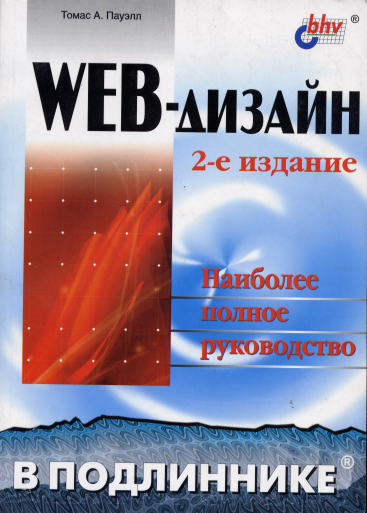 Томас А. Пауэлл
bhv®
WEB-ДИЗАЙН
2-е издание
Наиболее
полное
руководство
В ПОДЛИННИКЕ®